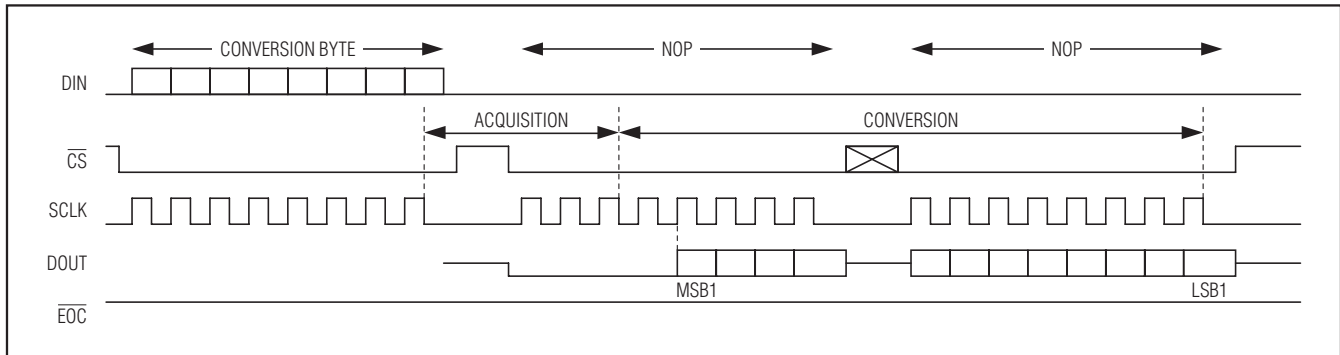 CONVERSION BYTE
NOP
NOP
DIN
ACQUISITION
CONVERSION
CS
SCLK
DOUT
MSB1
LSB1
EOC